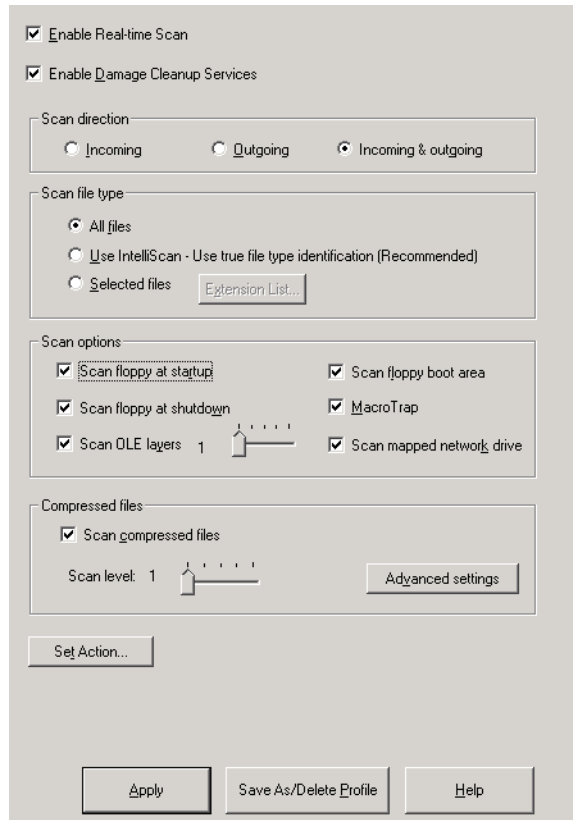 Enable Real-time Scan
Enable Damage Cleanup Services
Scan direction
Incoming Outgoing Incoming & outgoing
Scan file type
All files
Use IntelliScan - Use true file type identification (Recommended)
Selected files Extension List...
Scan options
Scan floppy at startup Scan floppy boot area
Scan floppy at shutdown MacroTrap
Scan OLE layers 1 Scan mapped network drive
Compressed files
Scan compressed files
Scan level: 1 Advanced settings
Set Action...
Apply Save As/Delete Profile Help